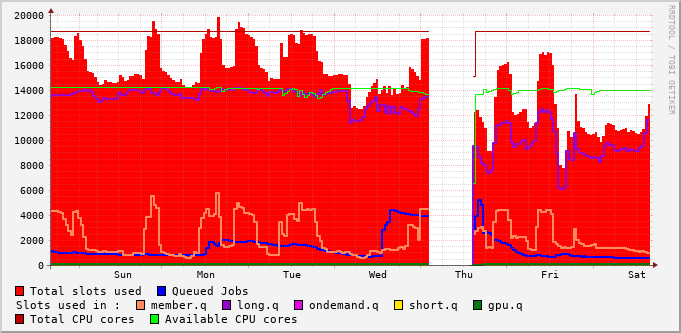 20000
18000
16000
14000
12000
10000
8000
6000
4000
2000
0
Sun Mon Tue Wed Thu Fri Sat
RRDTOOL / TOBI OETIKER
Total slots used Queued Jobs
Slots used in : member.q long.q ondemand.q short.q gpu.q
Total CPU cores Available CPU cores